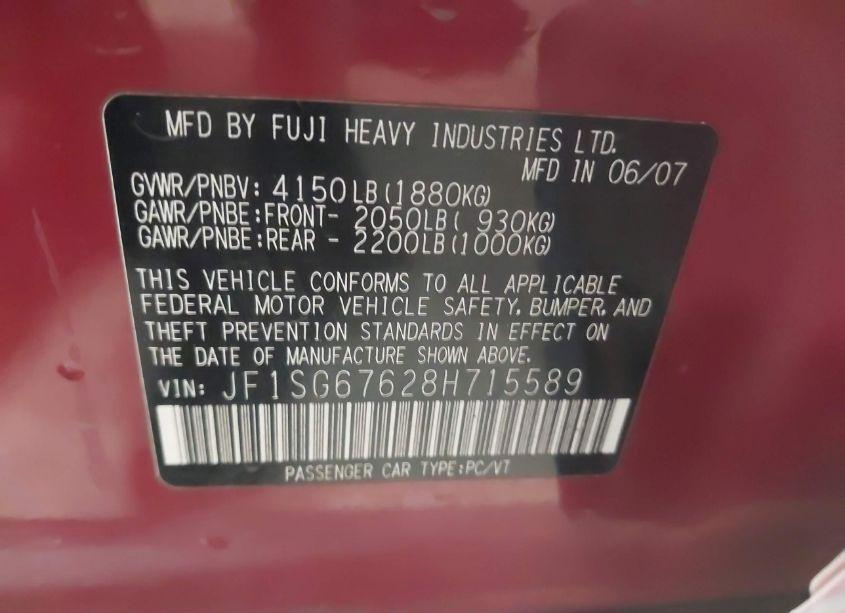 MFD BY FUJI HEAVY INDUSTRIES LTD.
MFD IN 06/07
GVWR/PNBV: 4150LB(1880KG)
GAWR/PNBE:FRONT- 2050LB( 930KG)
GAWR/PNBE:REAR - 2200LB(1000KG)
THIS VEHICLE CONFORMS TO ALL APPLICABLE
FEDERAL MOTOR VEHICLE SAFETY, BUMPER, AND
THEFT PREVENTION STANDARDS IN EFFECT ON
THE DATE OF MANUFACTURE SHOWN ABOVE.
VIN: JF1SG67628H715589
PASSENGER CAR TYPE:PC/VT